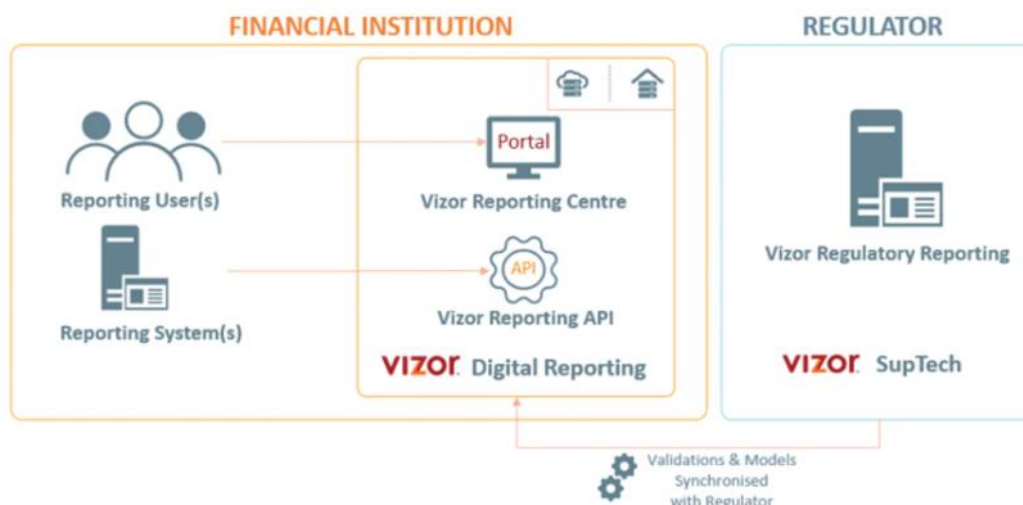 FINANCIAL INSTITUTION
REGULATOR
Portal
Reporting User(s)
Vizor Reporting Centre
Vizor Regulatory Reporting
API
Reporting System(s)
Vizor Reporting API
VIZOR Digital Reporting
VIZOR SupTech
Validations & Models
Synchronised
with Regulator